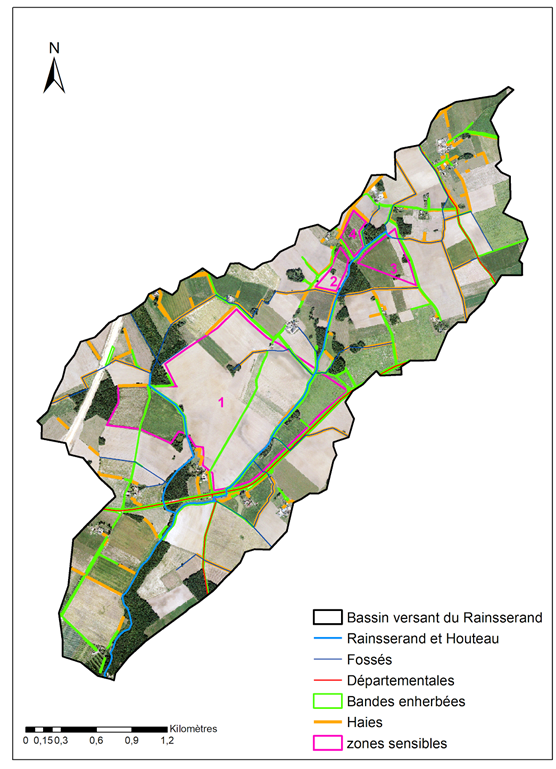 N
4
3
2
1
Bassin versant du Rainsserand
Rainsserand et Houteau
Fossés
Départementales
Bandes enherbées
Haies
zones sensibles
Kilomètres
0 0,15 0,3 0,6 0,9 1,2